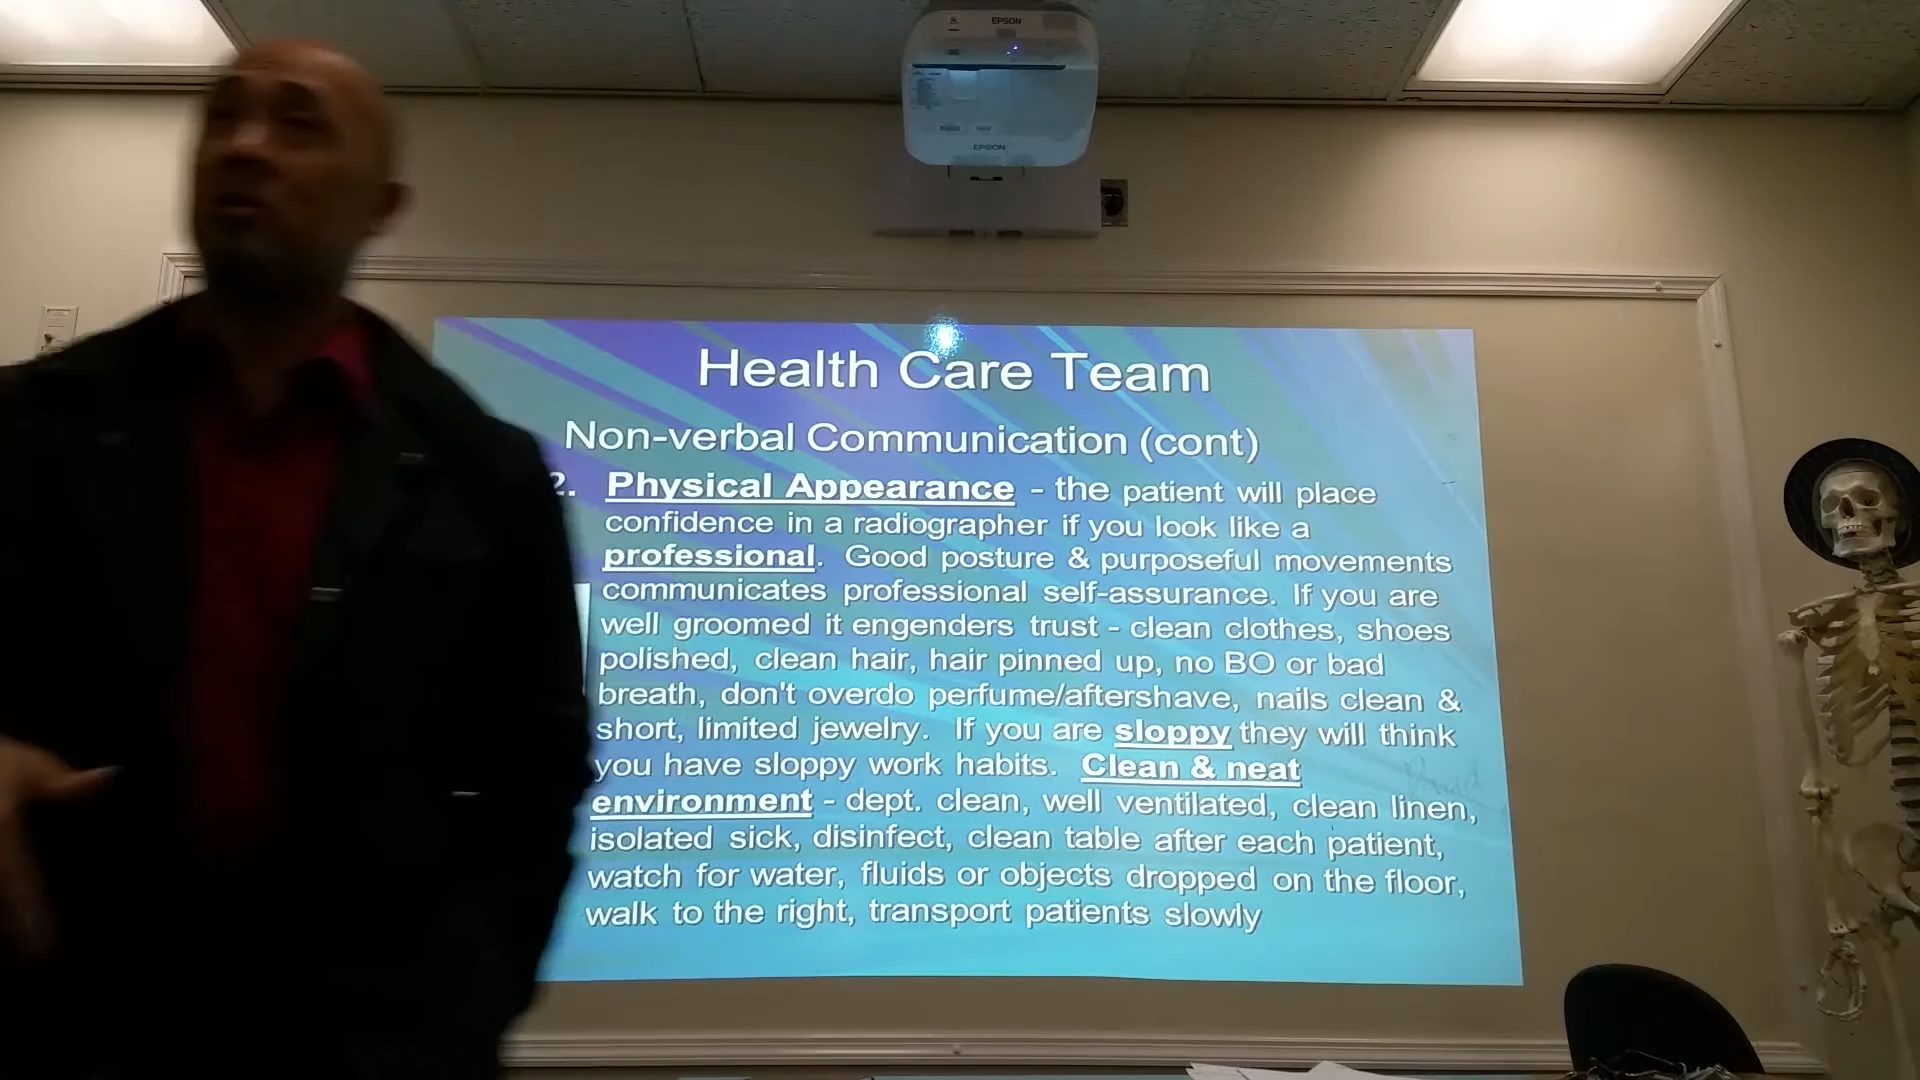 EPSON
EPSON
Health Care Team
Non-verbal Communication (cont)
2. Physical Appearance - the patient will place
confidence in a radiographer if you look like a
professional. Good posture & purposeful movements
communicates professional self-assurance. If you are
well groomed it engenders trust - clean clothes, shoes
polished, clean hair, hair pinned up, no BO or bad
breath, don't overdo perfume/aftershave, nails clean &
short, limited jewelry. If you are sloppy they will think
you have sloppy work habits. Clean & neat
environment - dept. clean, well ventilated, clean linen,
isolated sick, disinfect, clean table after each patient,
watch for water, fluids or objects dropped on the floor,
walk to the right, transport patients slowly